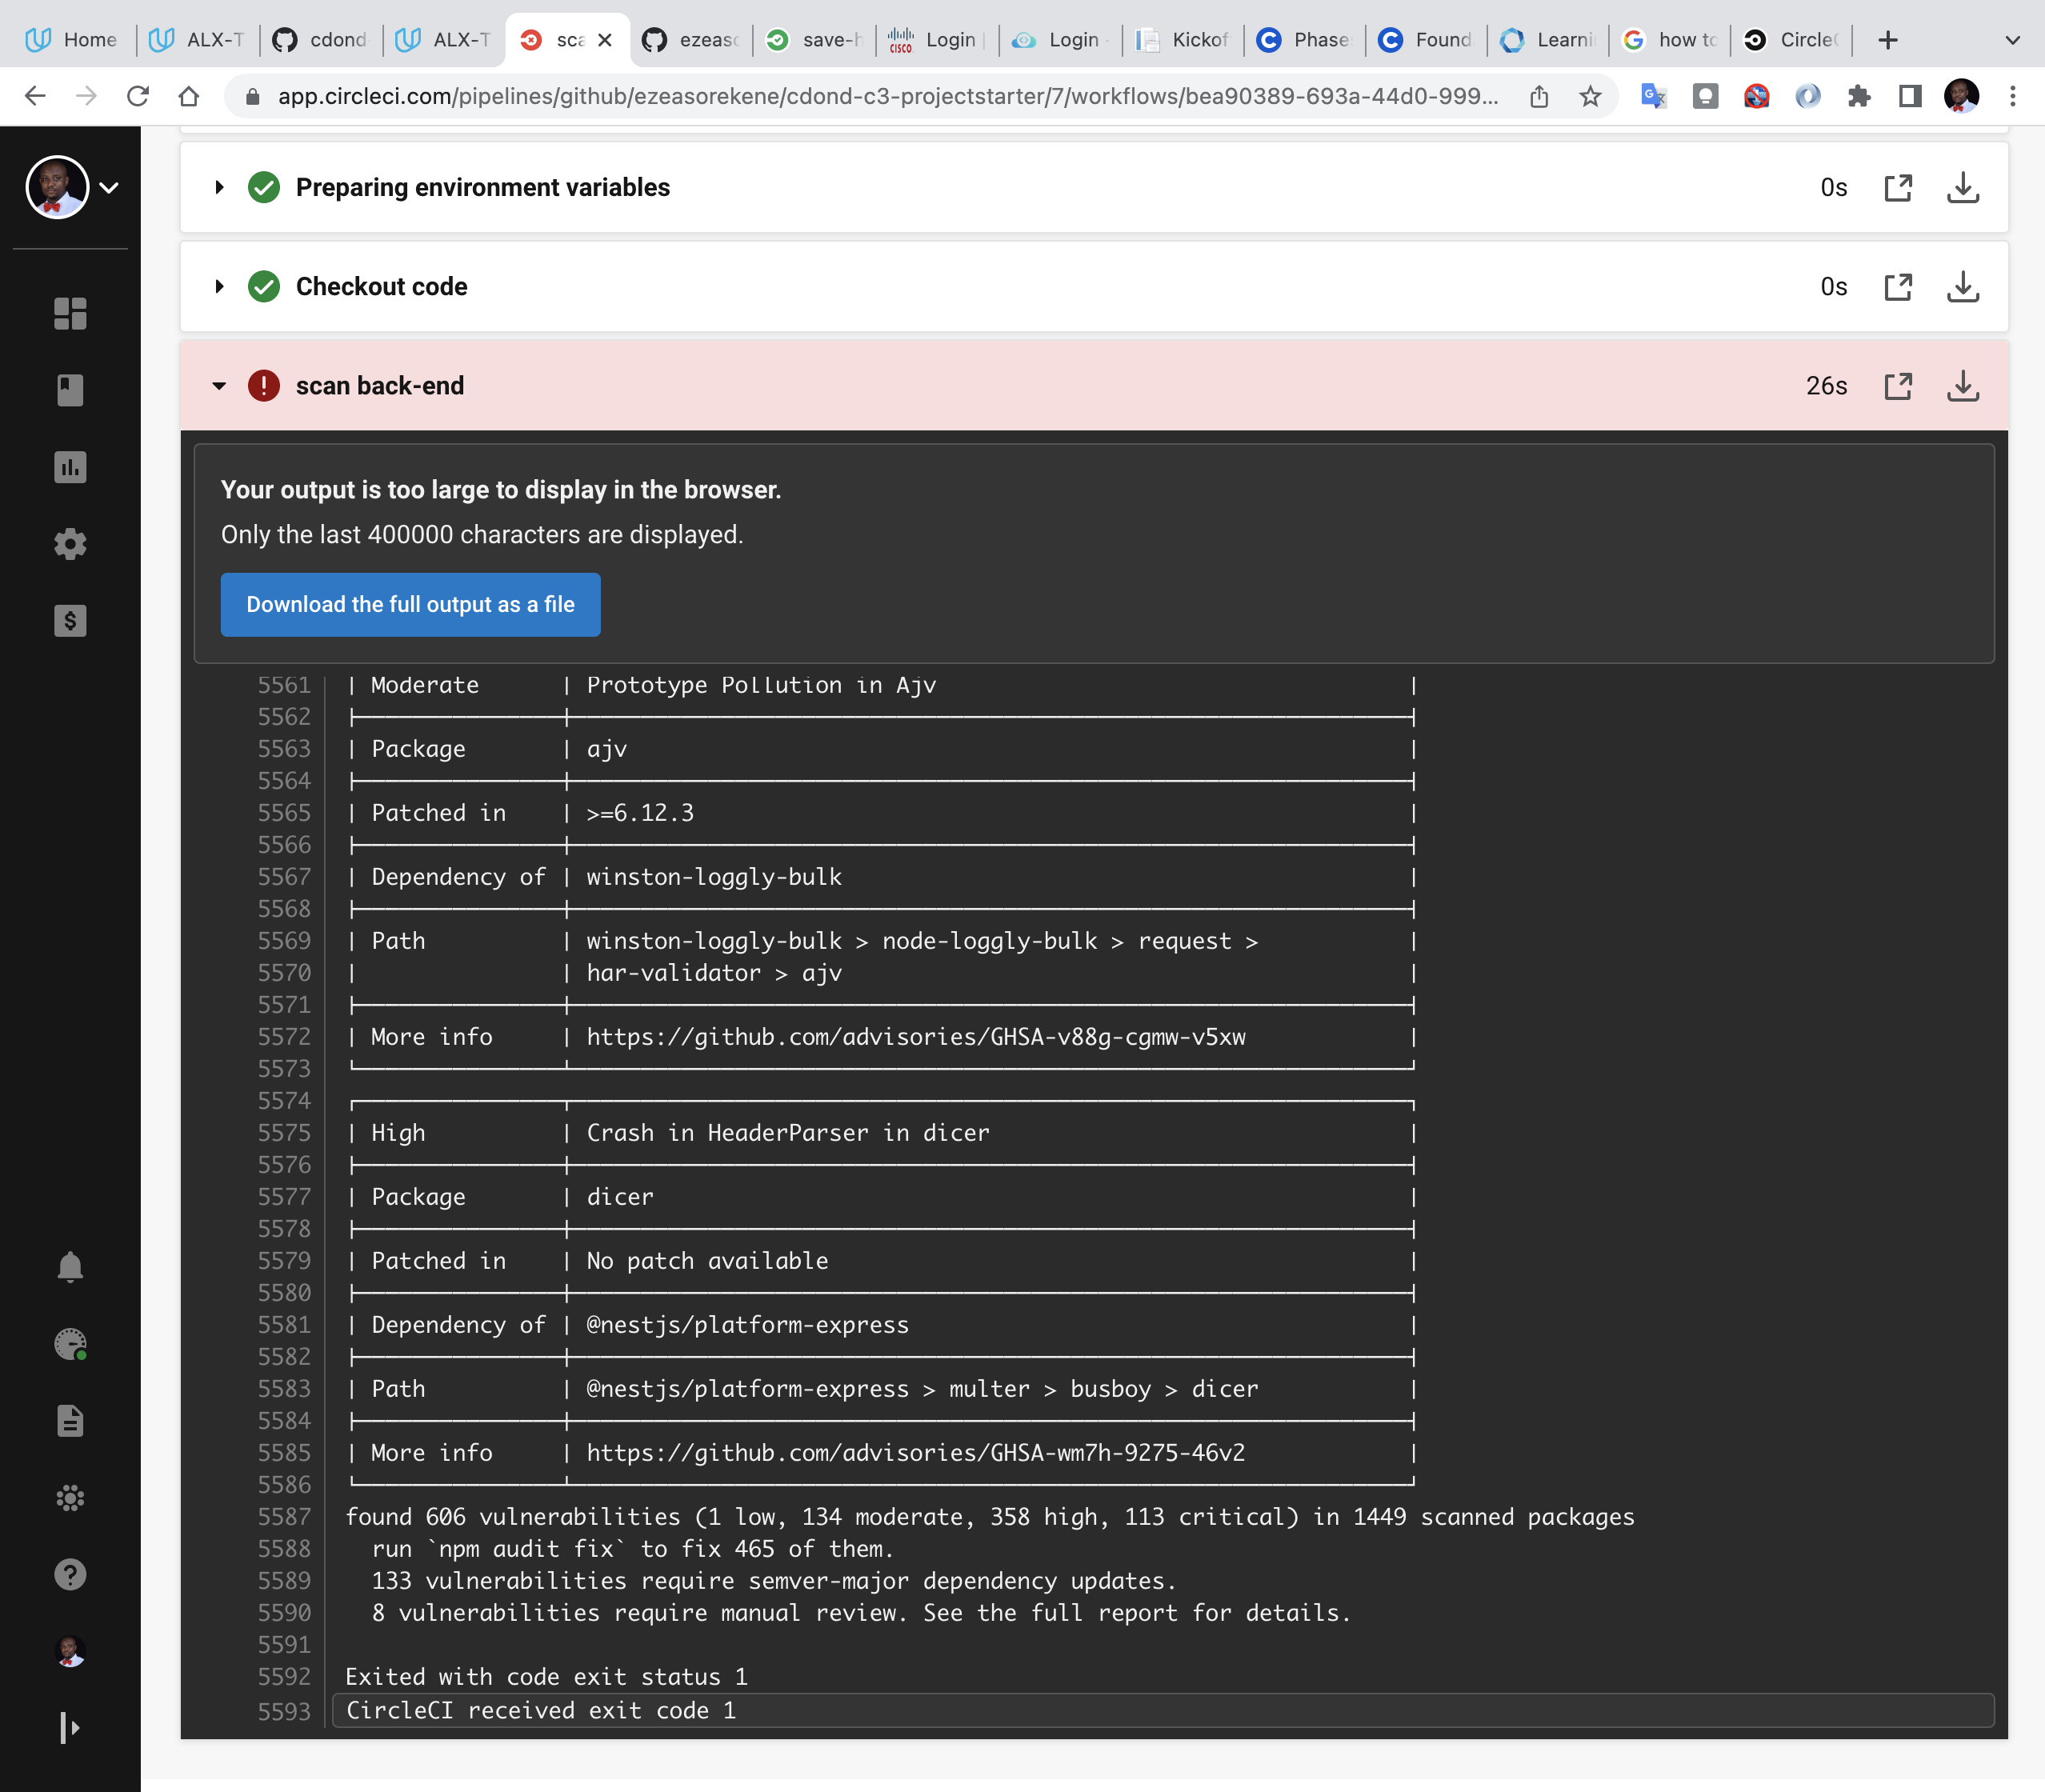 Home
ALX-T
cdond
ALX-T
sca
ezeaso
save-h
Login
Login
Kickof
Phase
Found
Learni
how to
CircleC
app.circleci.com/pipelines/github/ezeasorekene/cdond-c3-projectstarter/7/workflows/bea90389-693a-44d0-999...
Preparing environment variables 0s
Checkout code 0s
scan back-end 26s
Your output is too large to display in the browser.
Only the last 400000 characters are displayed.
Download the full output as a file
5561 | Moderate | Prototype Pollution in Ajv |
5562
5563 | Package | ajv |
5564
5565 | Patched in | >=6.12.3 |
5566
5567 | Dependency of | winston-loggly-bulk |
5568
5569 | Path | winston-loggly-bulk > node-loggly-bulk > request > |
5570 | | har-validator > ajv |
5571
5572 | More info | https://github.com/advisories/GHSA-v88g-cgmw-v5xw |
5573
5574
5575 | High | Crash in HeaderParser in dicer |
5576
5577 | Package | dicer |
5578
5579 | Patched in | No patch available |
5580
5581 | Dependency of | @nestjs/platform-express |
5582
5583 | Path | @nestjs/platform-express > multer > busboy > dicer |
5584
5585 | More info | https://github.com/advisories/GHSA-wm7h-9275-46v2 |
5586
5587 found 606 vulnerabilities (1 low, 134 moderate, 358 high, 113 critical) in 1449 scanned packages
5588 run `npm audit fix` to fix 465 of them.
5589 133 vulnerabilities require semver-major dependency updates.
5590 8 vulnerabilities require manual review. See the full report for details.
5591
5592 Exited with code exit status 1
5593 CircleCI received exit code 1